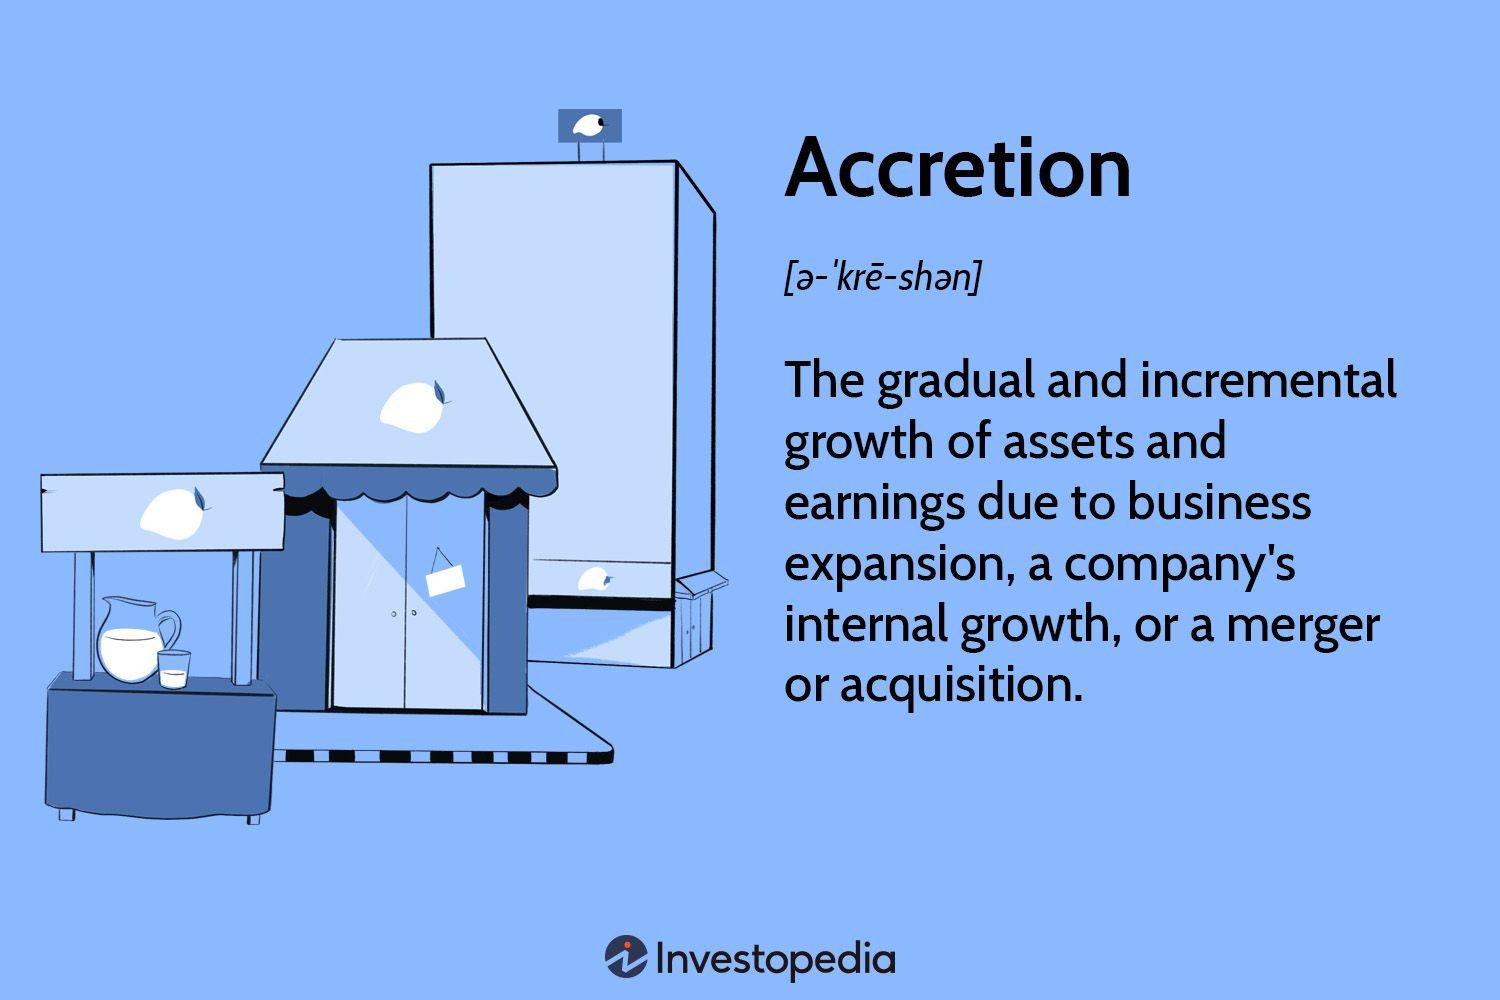 Accretion
[ə-ˈkrē-shən]
The gradual and incremental
growth of assets and
earnings due to business
expansion, a company's
internal growth, or a merger
or acquisition.
Investopedia